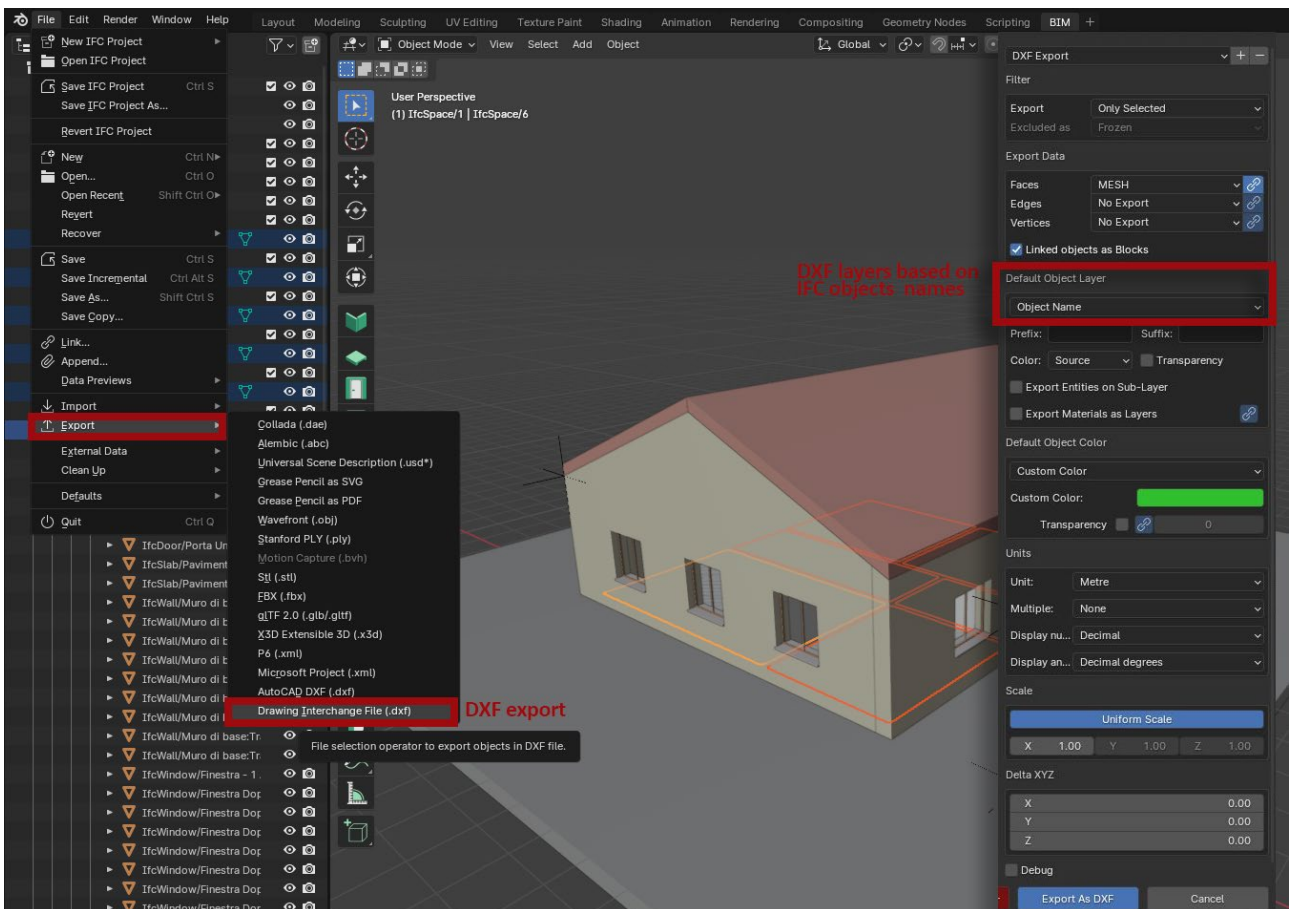 File Edit Render Window Help Layout Modeling Sculpting UV Editing Texture Paint Shading Animation Rendering Compositing Geometry Nodes Scripting BIM +
New IFC Project
Open IFC Project
Save IFC Project Ctrl S
Save IFC Project As...
Revert IFC Project
New Ctrl N
Open... Ctrl O
Open Recent Shift Ctrl O
Revert
Recover
Save Ctrl S
Save Incremental Ctrl Alt S
Save As... Shift Ctrl S
Save Copy...
Link...
Append...
Data Previews
Import
Export
External Data
Clean Up
Defaults
Quit Ctrl Q
Collada (.dae)
Alembic (.abc)
Universal Scene Description (.usd*)
Grease Pencil as SVG
Grease Pencil as PDF
Wavefront (.obj)
Stanford PLY (.ply)
Motion Capture (.bvh)
Stl (.stl)
FBX (.fbx)
glTF 2.0 (.glb/.gltf)
X3D Extensible 3D (.x3d)
P6 (.xml)
Microsoft Project (.xml)
AutoCAD DXF (.dxf)
Drawing Interchange File (.dxf)
DXF export
File selection operator to export objects in DXF file.
IfcDoor/Porta Un
IfcSlab/Paviment
IfcSlab/Paviment
IfcWall/Muro di b
IfcWall/Muro di b
IfcWall/Muro di b
IfcWall/Muro di b
IfcWall/Muro di b
IfcWall/Muro di b
IfcWall/Muro di b
IfcWall/Muro di base:Tra
IfcWall/Muro di base:Tra
IfcWindow/Finestra - 1
IfcWindow/Finestra Dop
IfcWindow/Finestra Dop
IfcWindow/Finestra Dop
IfcWindow/Finestra Dop
IfcWindow/Finestra Dop
IfcWindow/Finestra Dop
IfcWindow/Finestra Dop
Object Mode View Select Add Object Global
User Perspective
(1) IfcSpace/1 | IfcSpace/6
DXF layers based on
IFC objects names
DXF Export
Filter
Export Only Selected
Excluded as Frozen
Export Data
Faces MESH
Edges No Export
Vertices No Export
Linked objects as Blocks
Default Object Layer
Object Name
Prefix: Suffix:
Color: Source Transparency
Export Entities on Sub-Layer
Export Materials as Layers
Default Object Color
Custom Color
Custom Color:
Transparency 0
Units
Unit: Metre
Multiple: None
Display nu... Decimal
Display an... Decimal degrees
Scale
Uniform Scale
X 1.00 Y 1.00 Z 1.00
Delta XYZ
X 0.00
Y 0.00
Z 0.00
Debug
Export As DXF Cancel